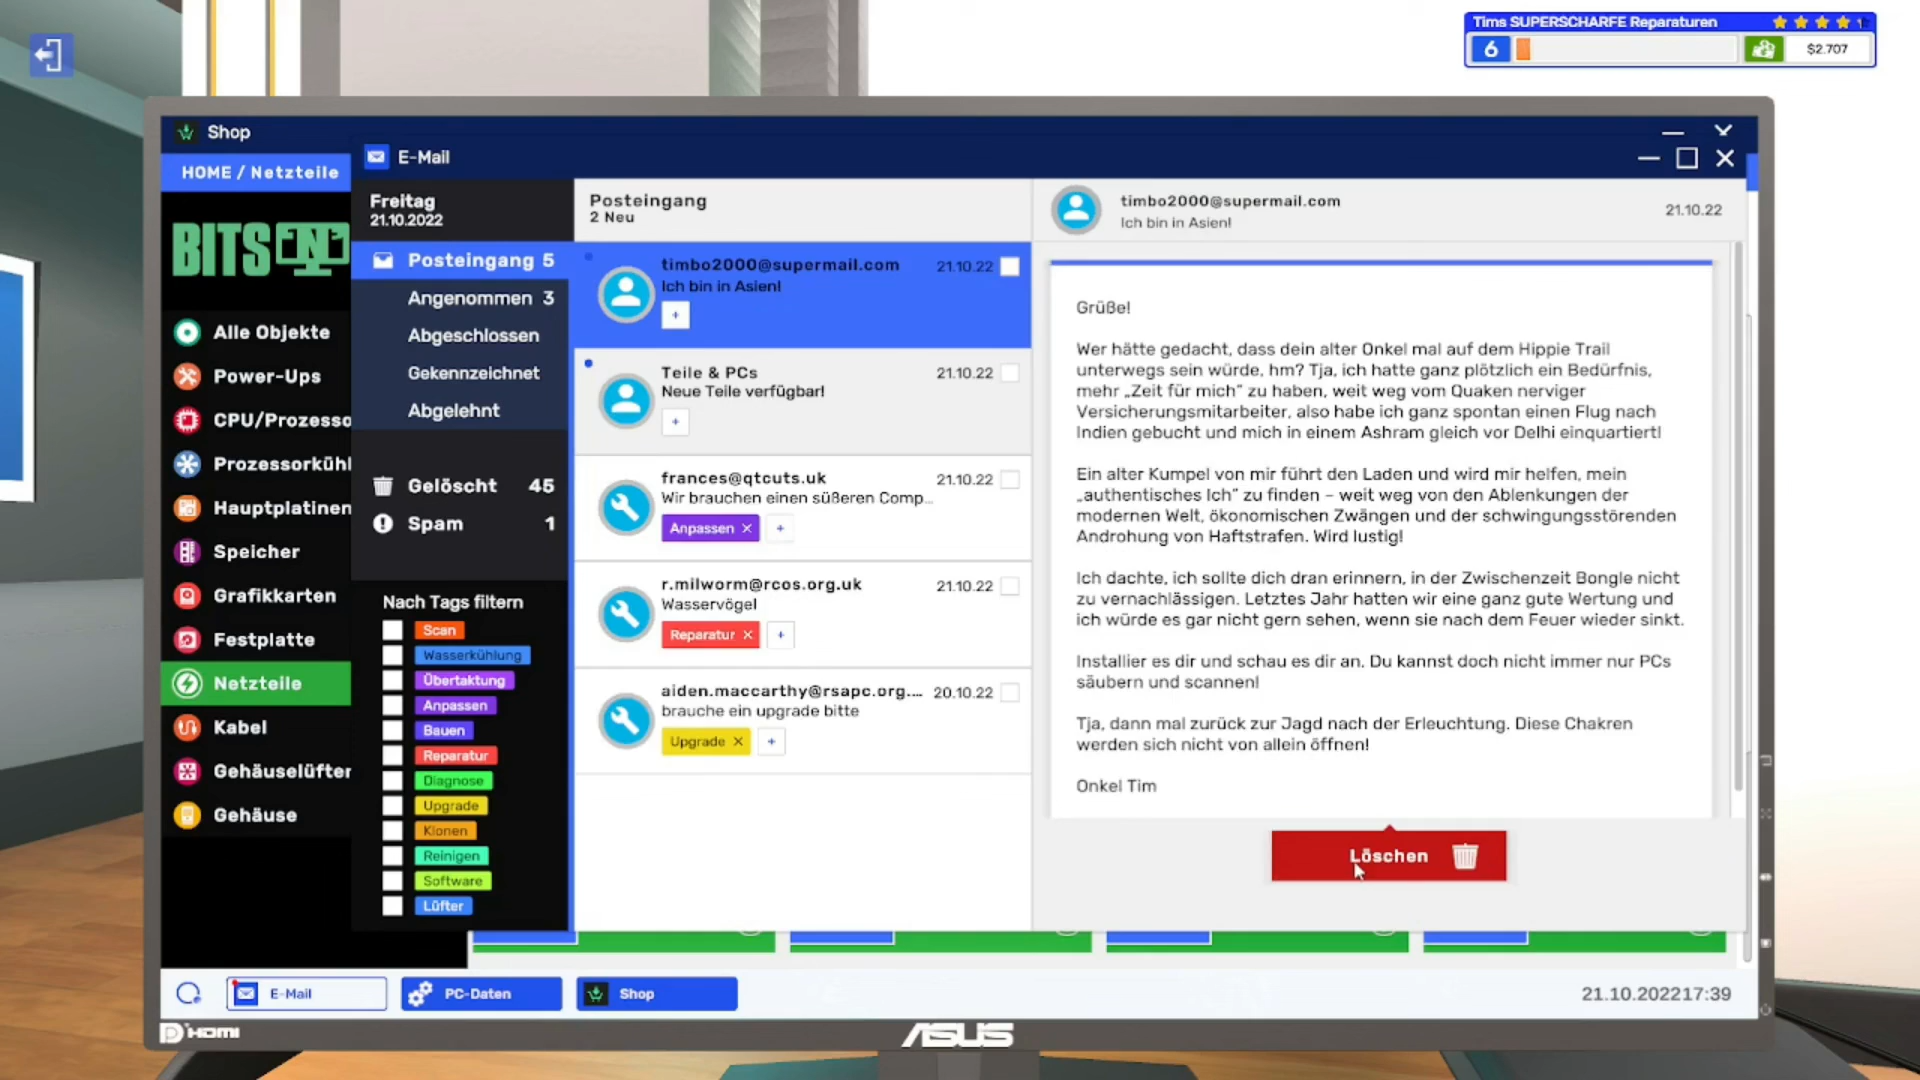 Tims SUPERSCHARFE Reparaturen
6
$2.707
Shop
HOME / Netzteile
BITS'N'
Alle Objekte
Power-Ups
CPU/Prozesso
Prozessorkühl
Hauptplatinen
Speicher
Grafikkarten
Festplatte
Netzteile
Kabel
Gehäuselüfter
Gehäuse
E-Mail
Freitag
21.10.2022
Posteingang 5
Angenommen 3
Abgeschlossen
Gekennzeichnet
Abgelehnt
Gelöscht 45
Spam 1
Nach Tags filtern
Scan
Wasserkühlung
Übertaktung
Anpassen
Bauen
Reparatur
Diagnose
Upgrade
Klonen
Reinigen
Software
Lüfter
Posteingang
2 Neu
timbo2000@supermail.com 21.10.22
Ich bin in Asien!
+
Teile & PCs 21.10.22
Neue Teile verfügbar!
+
frances@qtcuts.uk 21.10.22
Wir brauchen einen süßeren Comp...
Anpassen × +
r.milworm@rcos.org.uk 21.10.22
Wasservögel
Reparatur × +
aiden.maccarthy@rsapc.org.... 20.10.22
brauche ein upgrade bitte
Upgrade × +
timbo2000@supermail.com
Ich bin in Asien!
21.10.22
Grüße!
Wer hätte gedacht, dass dein alter Onkel mal auf dem Hippie Trail
unterwegs sein würde, hm? Tja, ich hatte ganz plötzlich ein Bedürfnis,
mehr „Zeit für mich" zu haben, weit weg vom Quaken nerviger
Versicherungsmitarbeiter, also habe ich ganz spontan einen Flug nach
Indien gebucht und mich in einem Ashram gleich vor Delhi einquartiert!
Ein alter Kumpel von mir führt den Laden und wird mir helfen, mein
„authentisches Ich" zu finden – weit weg von den Ablenkungen der
modernen Welt, ökonomischen Zwängen und der schwingungsstörenden
Androhung von Haftstrafen. Wird lustig!
Ich dachte, ich sollte dich dran erinnern, in der Zwischenzeit Bongle nicht
zu vernachlässigen. Letztes Jahr hatten wir eine ganz gute Wertung und
ich würde es gar nicht gern sehen, wenn sie nach dem Feuer wieder sinkt.
Installier es dir und schau es dir an. Du kannst doch nicht immer nur PCs
säubern und scannen!
Tja, dann mal zurück zur Jagd nach der Erleuchtung. Diese Chakren
werden sich nicht von allein öffnen!
Onkel Tim
Löschen
E-Mail
PC-Daten
Shop
21.10.202217:39
HDMI
ASUS